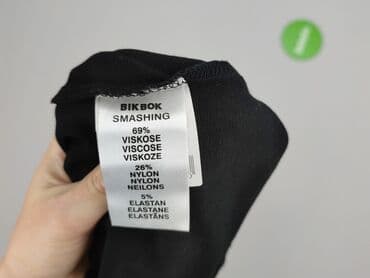 BIKBOK
SMASHING
69%
VISKOSE
VISCOSE
VISKOZE
26%
NYLON
NYLON
NEILONS
5%
ELASTAN
ELASTANE
ELASTĀNS